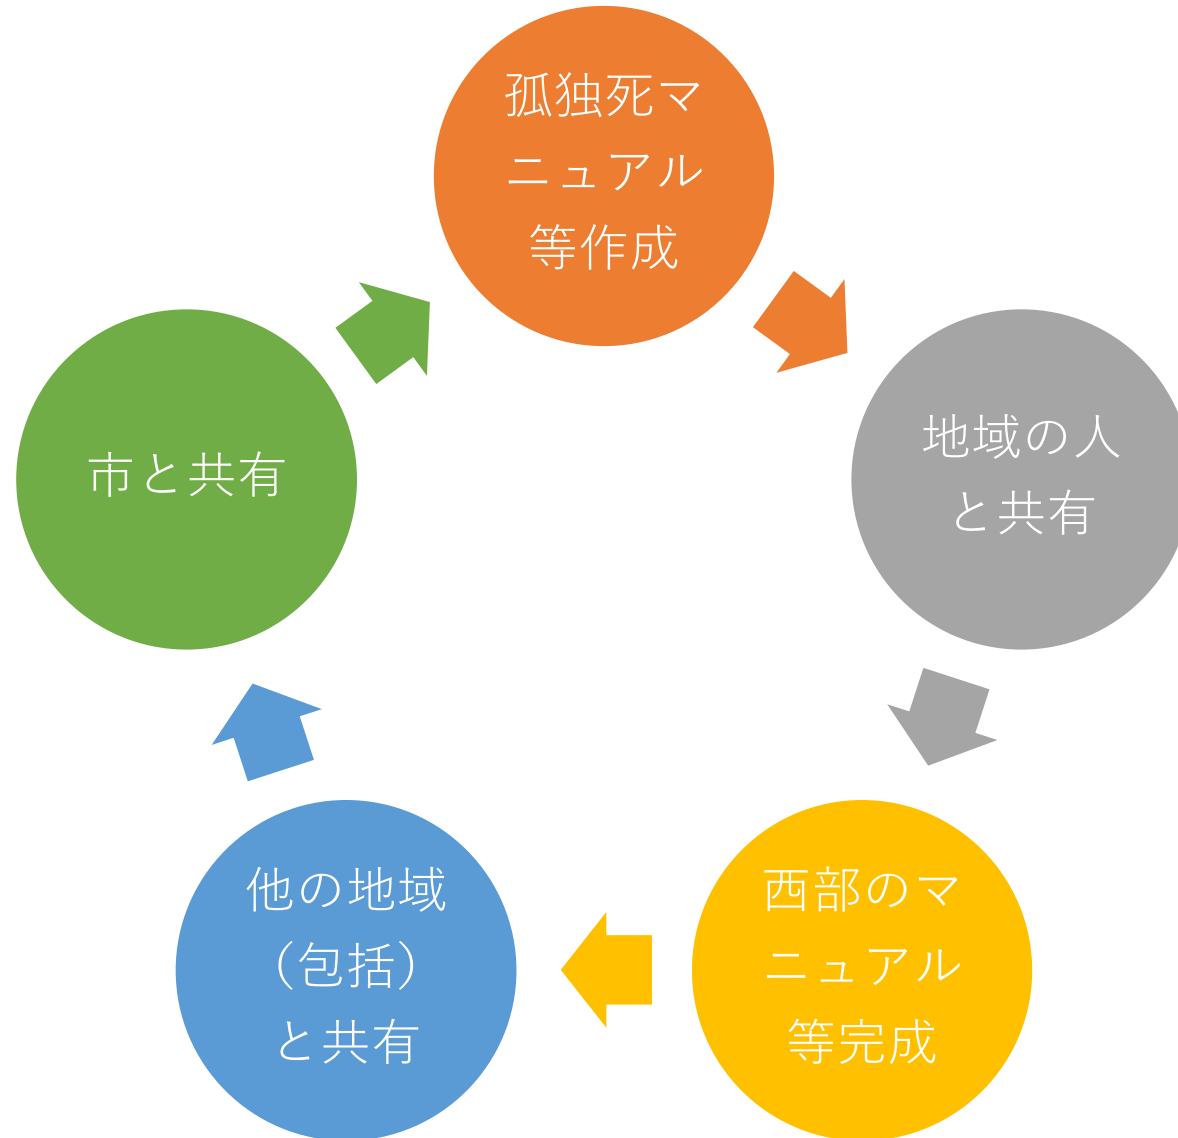 孤独死マ
ニュアル
等作成
地域の人
と共有
西部のマ
ニュアル
等完成
他の地域
（包括）
と共有
市と共有